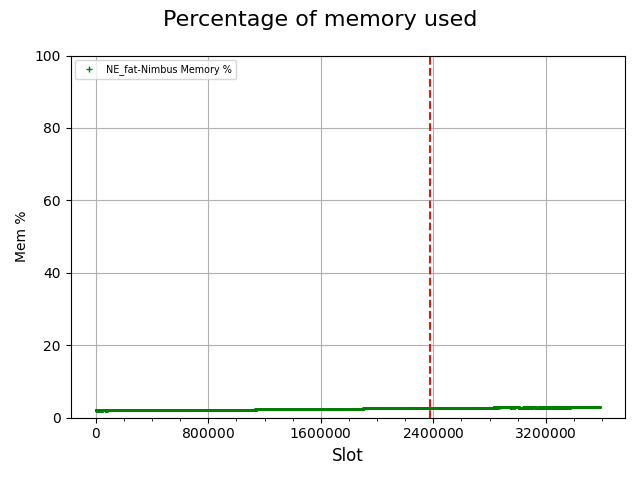 Percentage of memory used
NE_fat-Nimbus Memory %
100
80
60
40
20
0
Mem %
0 800000 1600000 2400000 3200000
Slot